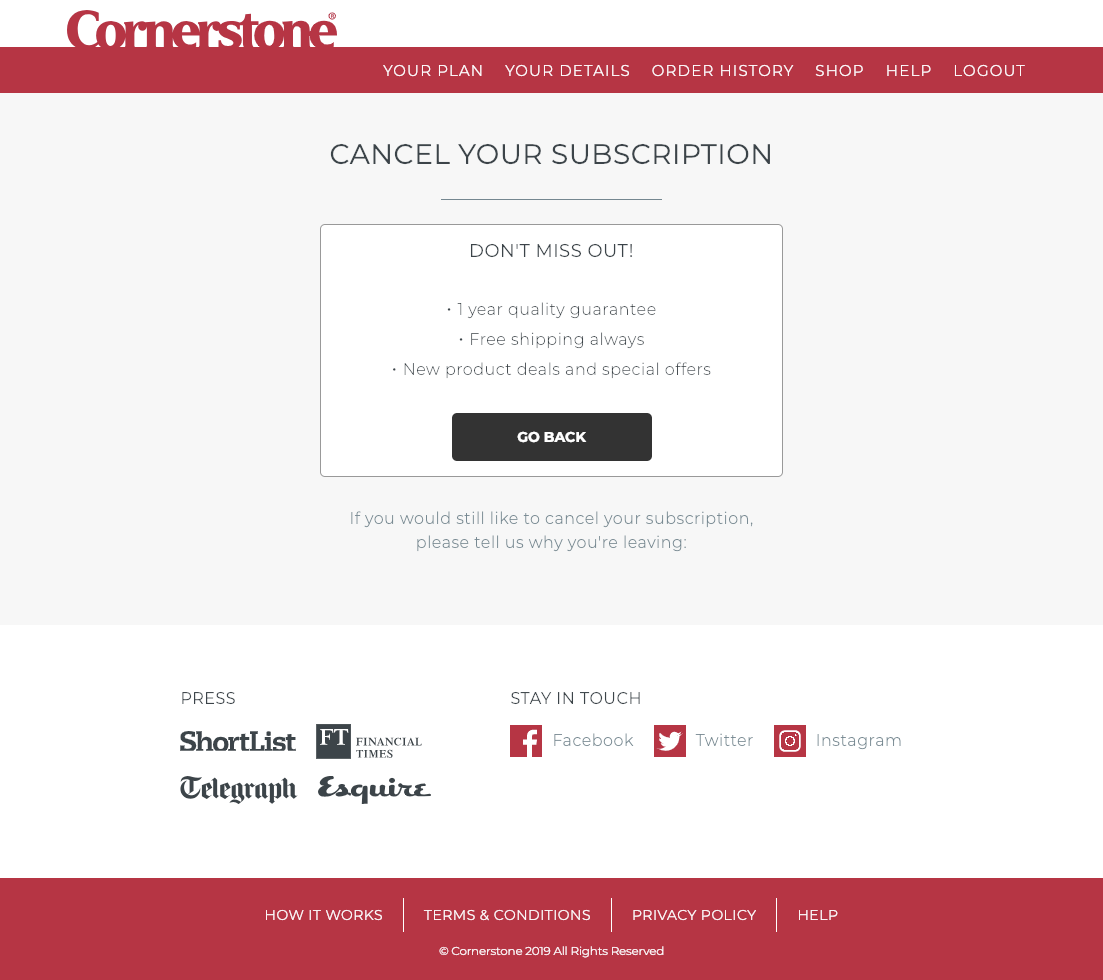 Cornerstone®
YOUR PLAN YOUR DETAILS ORDER HISTORY SHOP HELP LOGOUT
CANCEL YOUR SUBSCRIPTION
DON'T MISS OUT!
• 1 year quality guarantee
• Free shipping always
• New product deals and special offers
GO BACK
If you would still like to cancel your subscription,
please tell us why you're leaving:
PRESS
ShortList
FT FINANCIAL
TIMES
Telegraph
Esquire
STAY IN TOUCH
Facebook Twitter Instagram
HOW IT WORKS TERMS & CONDITIONS PRIVACY POLICY HELP
© Cornerstone 2019 All Rights Reserved